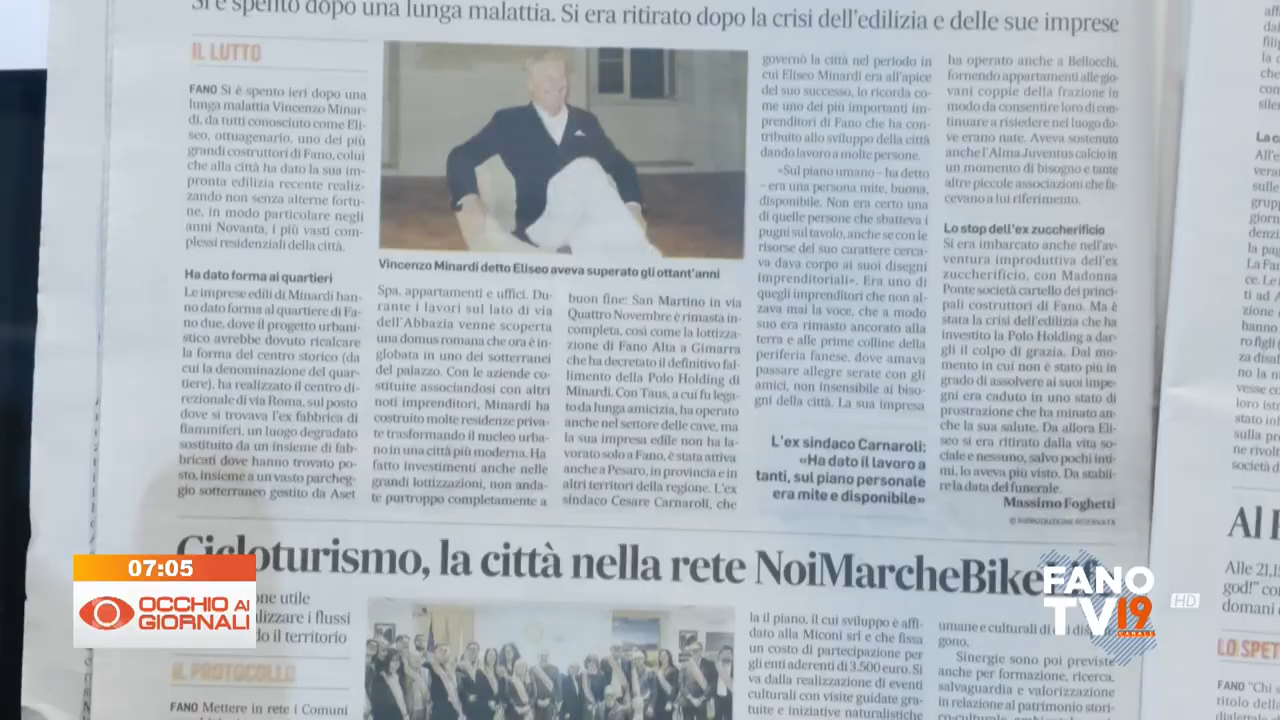 Si è spento dopo una lunga malattia. Si era ritirato dopo la crisi dell'edilizia e delle sue imprese
IL LUTTO
FANO Si è spento ieri dopo una
lunga malattia Vincenzo Minar-
di, da tutti conosciuto come Eli-
seo, ottuagenario, uno dei più
grandi costruttori di Fano, colui
che alla città ha dato la sua im-
pronta edilizia recente realiz-
zando non senza alterne fortu-
ne, in modo particolare negli
anni Novanta, i più vasti com-
plessi residenziali della città.
Ha dato forma ai quartieri
Le imprese edili di Minardi han-
no dato forma al quartiere di Fa-
no due, dove il progetto urbani-
stico avrebbe dovuto ricalcare
la forma del centro storico (da
cui la denominazione del quar-
tiere), ha realizzato il centro di-
rezionale di via Roma, sul posto
dove si trovava l'ex fabbrica di
fiammiferi, un luogo degradato
sostituito da un insieme di fab-
bricati dove hanno trovato po-
sto, insieme a un vasto parcheg-
gio sotterraneo gestito da Aset
Vincenzo Minardi detto Eliseo aveva superato gli ottant'anni
Spa, appartamenti e uffici. Du-
rante i lavori sul lato di via
dell'Abbazia venne scoperta
una domus romana che ora è in-
globata in uno dei sotterranei
del palazzo. Con le aziende co-
stituite associandosi con altri
noti imprenditori, Minardi ha
costruito molte residenze priva-
te trasformando il nucleo urba-
no in una città più moderna. Ha
fatto investimenti anche nelle
grandi lottizzazioni, non anda-
te purtroppo completamente a
buon fine: San Martino in via
Quattro Novembre è rimasta in-
completa, così come la lottizza-
zione di Fano Alta a Gimarra
che ha decretato il definitivo fal-
limento della Polo Holding di
Minardi. Con Taus, a cui fu lega-
to da lunga amicizia, ha operato
anche nel settore delle cave, ma
la sua impresa edile non ha la-
vorato solo a Fano, è stata attiva
anche a Pesaro, in provincia e in
altri territori della regione. L'ex
sindaco Cesare Carnaroli, che
governò la città nel periodo in
cui Eliseo Minardi era all'apice
del suo successo, lo ricorda co-
me uno dei più importanti im-
prenditori di Fano che ha con-
tribuito allo sviluppo della città
dando lavoro a molte persone.
«Sul piano umano – ha detto
– era una persona mite, buona,
disponibile. Non era certo una
di quelle persone che sbatteva i
pugni sul tavolo, anche se con le
risorse del suo carattere cerca-
va dava corpo ai suoi disegni
imprenditoriali». Era uno di
quegli imprenditori che non al-
zava mai la voce, che a modo
suo era rimasto ancorato alla
terra e alle prime colline della
periferia fanese, dove amava
passare allegre serate con gli
amici, non insensibile ai biso-
gni della città. La sua impresa
L'ex sindaco Carnaroli:
«Ha dato il lavoro a
tanti, sul piano personale
era mite e disponibile»
ha operato anche a Bellocchi,
fornendo appartamenti alle gio-
vani coppie della frazione in
modo da consentire loro di con-
tinuare a risiedere nel luogo do-
ve erano nate. Aveva sostenuto
anche l'Alma Juventus calcio in
un momento di bisogno e tante
altre piccole associazioni che fa-
cevano a lui riferimento.
Lo stop dell'ex zuccherificio
Si era imbarcato anche nell'av-
ventura improduttiva dell'ex
zuccherificio, con Madonna
Ponte società cartello dei princi-
pali costruttori di Fano. Ma è
stata la crisi dell'edilizia che ha
investito la Polo Holding a dar-
gli il colpo di grazia. Dal mo-
mento in cui non è stato più in
grado di assolvere ai suoi impe-
gni era caduto in uno stato di
prostrazione che ha minato an-
che la sua salute. Da allora Eli-
seo si era ritirato dalla vita so-
ciale e nessuno, salvo pochi inti-
mi, lo aveva più visto. Da stabili-
re la data del funerale.
Massimo Foghetti
© RIPRODUZIONE RISERVATA
Cicloturismo, la città nella rete NoiMarcheBike
one utile
lizzare i flussi
do il territorio
IL PROTOCOLLO
FANO Mettere in rete i Comuni
la il piano, il cui sviluppo è affi-
dato alla Miconi srl e che fissa
un costo di partecipazione per
gli enti aderenti di 3.500 euro. Si
va dalla realizzazione di eventi
culturali con visite guidate gra-
tuite e iniziative naturalistiche
umane e culturali di cui
gono.
Sinergie sono poi previste
anche per formazione, ricerca,
salvaguardia e valorizzazione
in relazione al patrimonio stori-
Al
Alle 21,1
god!" co
domani
LO SPET
FANO "Chi
titolo dell
07:05
OCCHIO AI
GIORNALI
FANO
TV19
CANALE
HD